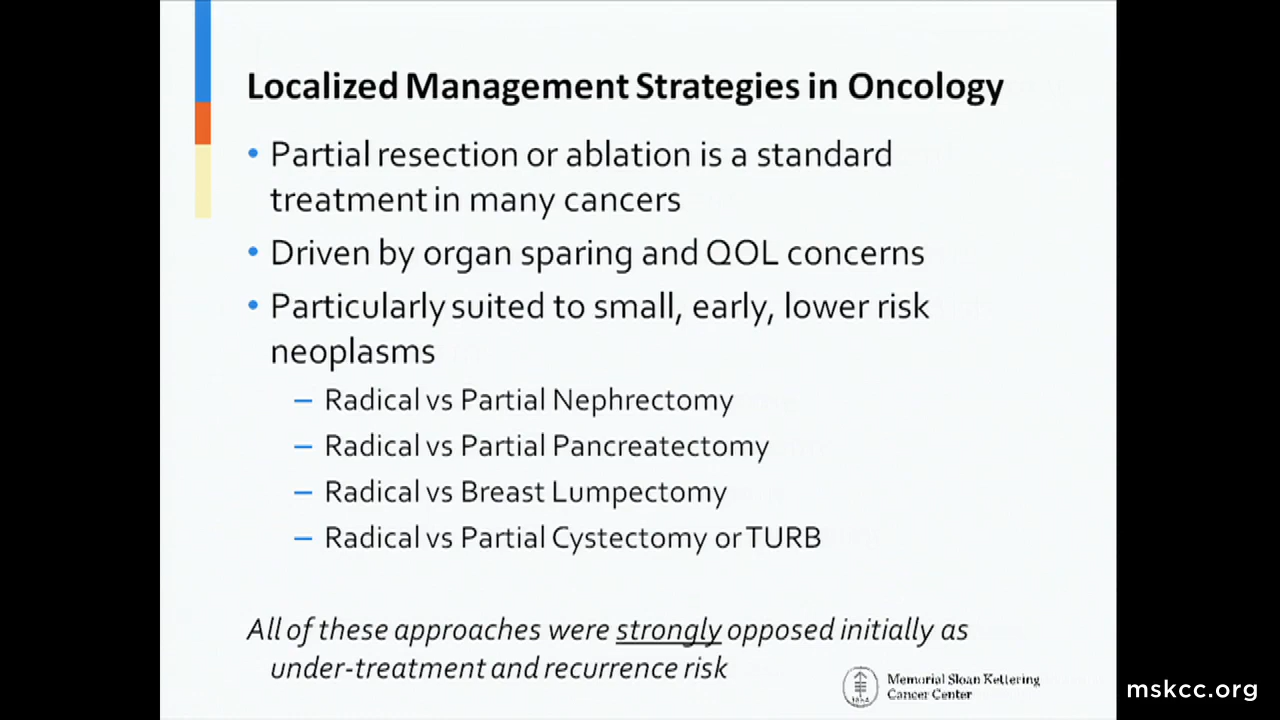 Localized Management Strategies in Oncology
• Partial resection or ablation is a standard
treatment in many cancers
• Driven by organ sparing and QOL concerns
• Particularly suited to small, early, lower risk
neoplasms
– Radical vs Partial Nephrectomy
– Radical vs Partial Pancreatectomy
– Radical vs Breast Lumpectomy
– Radical vs Partial Cystectomy or TURB
All of these approaches were strongly opposed initially as
under-treatment and recurrence risk
Memorial Sloan Kettering
Cancer Center
mskcc.org